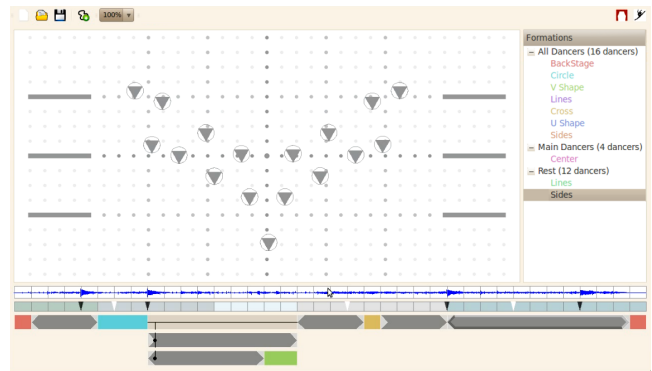 100%
Formations
All Dancers (16 dancers)
BackStage
Circle
V Shape
Lines
Cross
U Shape
Sides
Main Dancers (4 dancers)
Center
Rest (12 dancers)
Lines
Sides